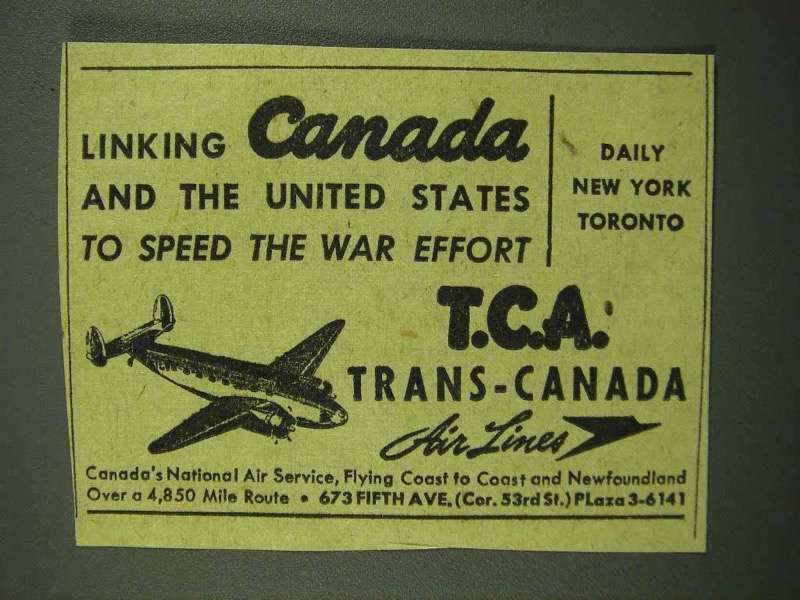 LINKING Canada
AND THE UNITED STATES
TO SPEED THE WAR EFFORT
DAILY
NEW YORK
TORONTO
T.C.A.
TRANS-CANADA
Air Lines
Canada's National Air Service, Flying Coast to Coast and Newfoundland
Over a 4,850 Mile Route • 673 FIFTH AVE. (Cor. 53rd St.) PLaza 3-6141